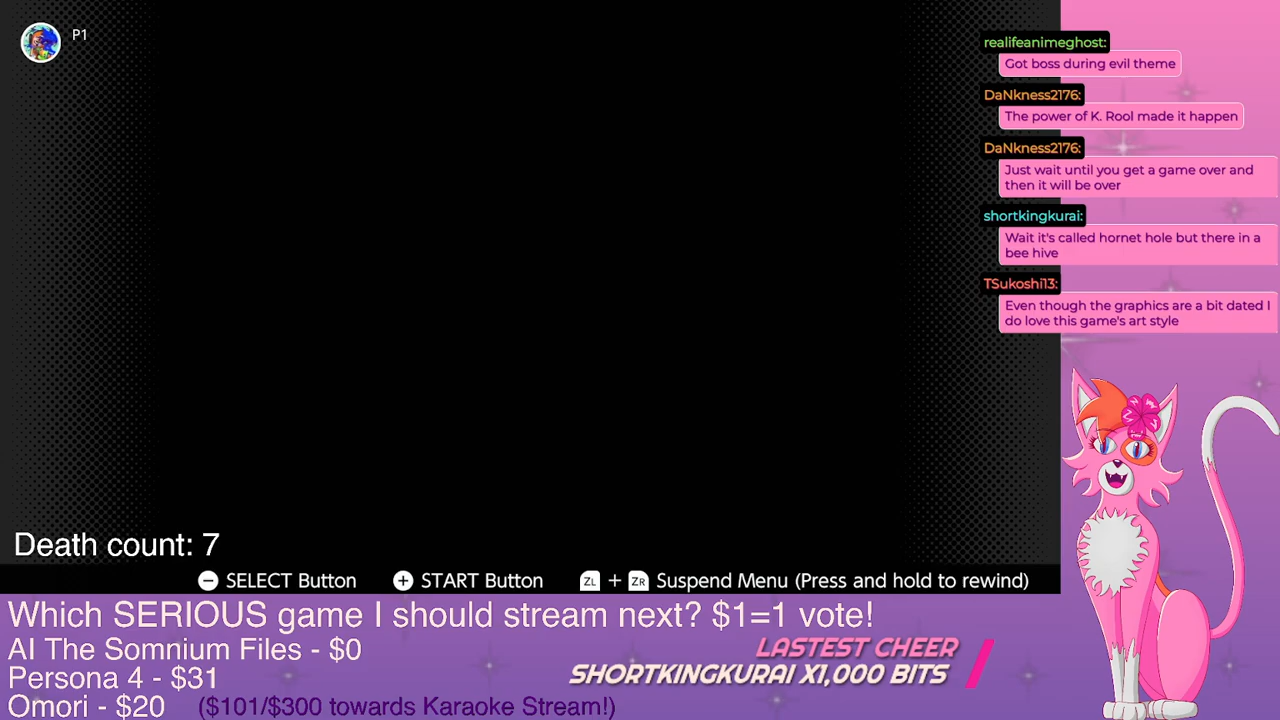 P1
realifeanimeghost:
Got boss during evil theme
DaNkness2176:
The power of K. Rool made it happen
DaNkness2176:
Just wait until you get a game over and
then it will be over
shortkingkurai:
Wait it's called hornet hole but there in a
bee hive
TSukoshi13:
Even though the graphics are a bit dated I
do love this game's art style
Death count: 7
SELECT Button
START Button
ZL + ZR Suspend Menu (Press and hold to rewind)
Which SERIOUS game I should stream next? $1=1 vote!
AI The Somnium Files - $0
Persona 4 - $31
Omori - $20
($101/$300 towards Karaoke Stream!)
LASTEST CHEER
SHORTKINGKURAI X1,000 BITS